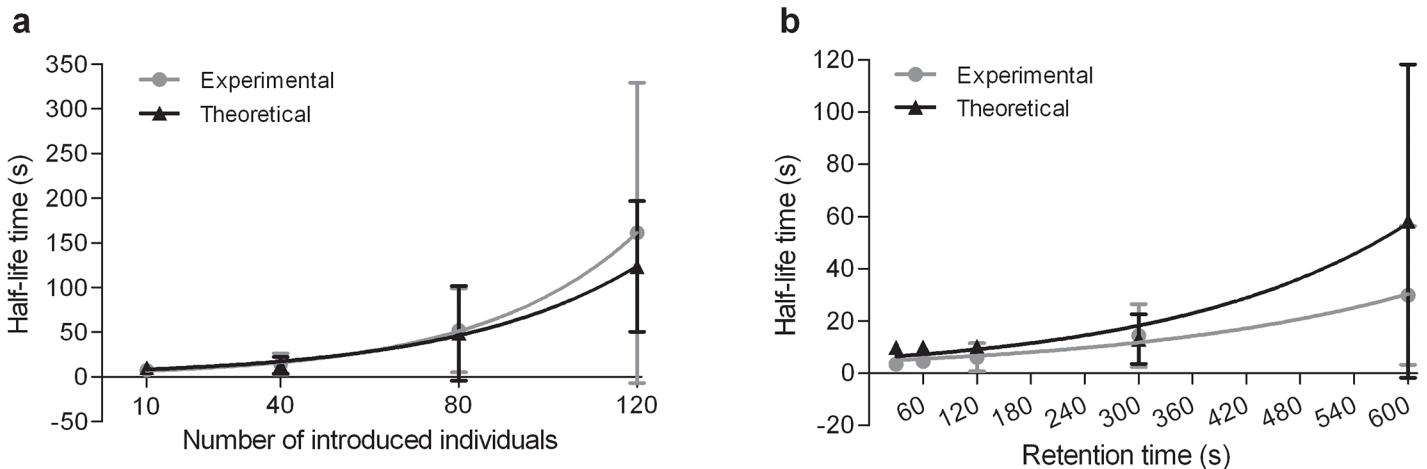 a
350
300
250
200
150
100
50
0
-50
Half-life time (s)
Experimental
Theoretical
10 40 80 120
Number of introduced individuals
b
120
100
80
60
40
20
0
-20
Half-life time (s)
Experimental
Theoretical
60 120 180 240 300 360 420 480 540 600
Retention time (s)